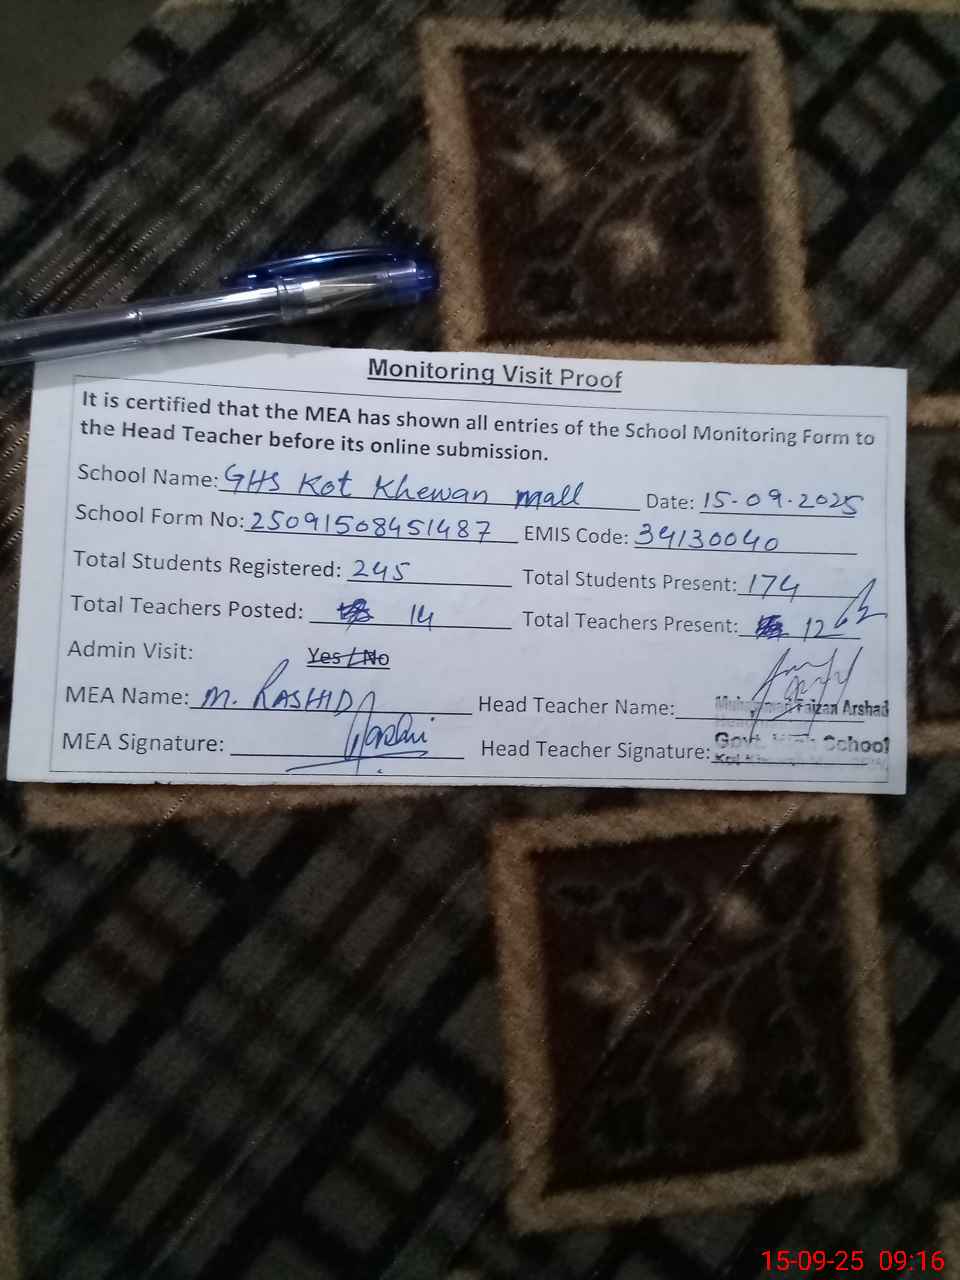 Monitoring Visit Proof
It is certified that the MEA has shown all entries of the School Monitoring Form to
the Head Teacher before its online submission.
School Name: GHS Kot Khewan mall Date: 15-09-2025
School Form No: 25091508451487 EMIS Code: 34130040
Total Students Registered: 245 Total Students Present: 174
Total Teachers Posted: 14 Total Teachers Present: 12
Admin Visit: Yes / No
MEA Name: M. RASHID Head Teacher Name: Muhammad Faizan Arshad
MEA Signature: Head Teacher Signature: Govt. High School
15-09-25 09:16